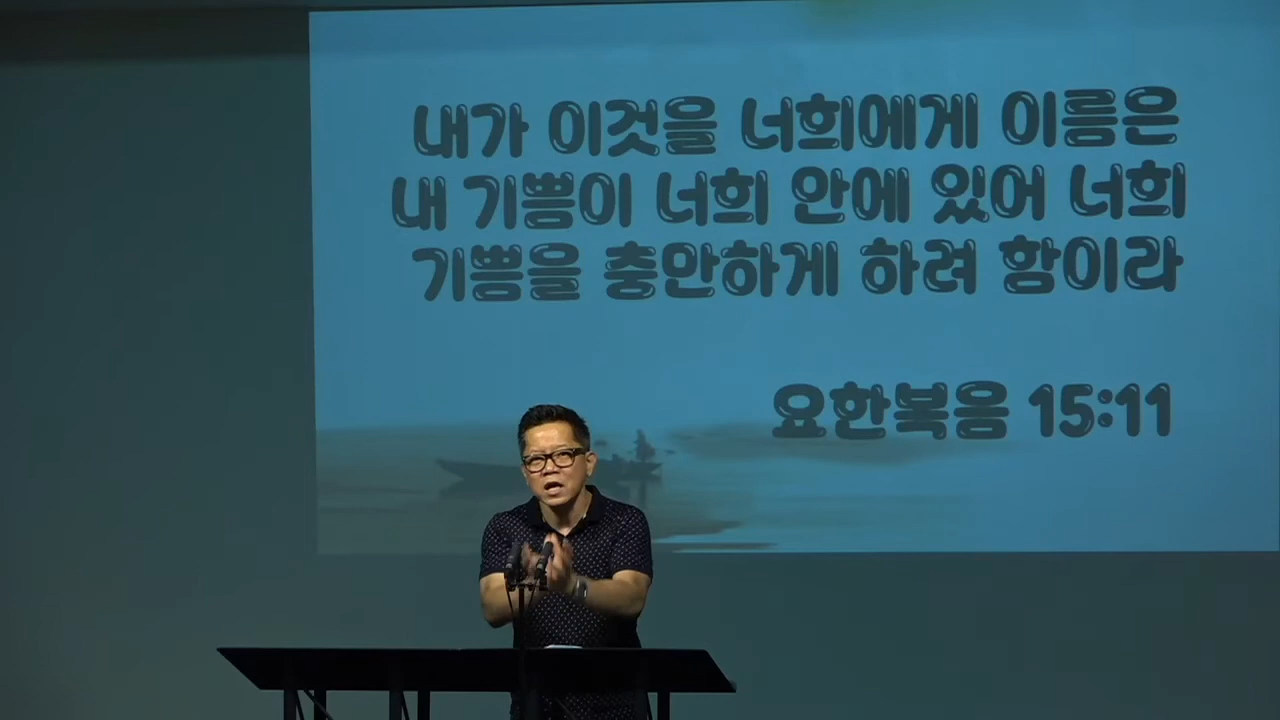 내가 이것을 너희에게 이름은
내 기쁨이 너희 안에 있어 너희
기쁨을 충만하게 하려 함이라
요한복음 15:11